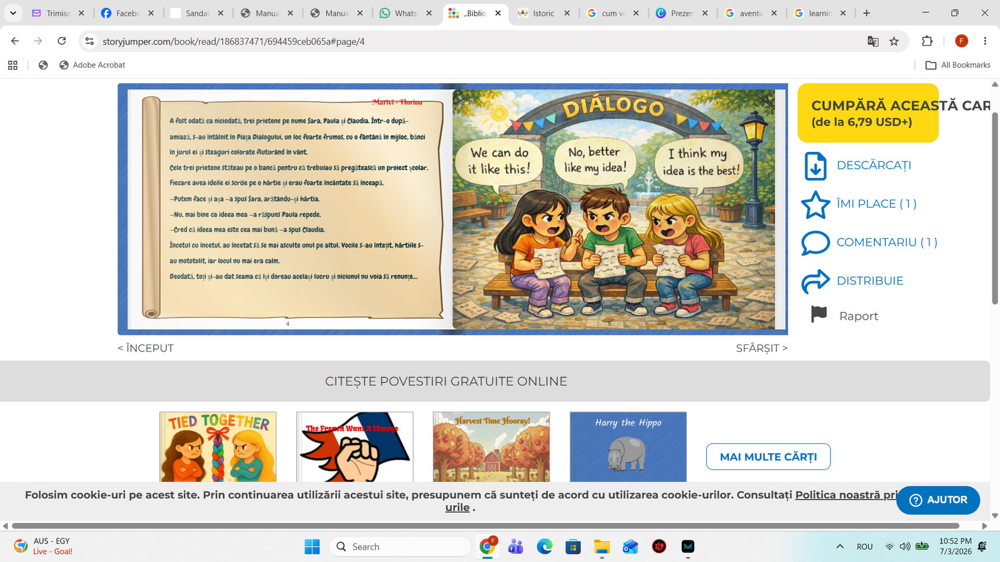 Trimise
Facebo
Sandal
Manua
Manua
Whats
„Biblio
Istoric
cum ve
Prezen
aventu
learnin
storyjumper.com/book/read/186837471/694459ceb065a#page/4
F
Adobe Acrobat
All Bookmarks
Marivi - Florina
A fost odată ca niciodată, trei prietene pe nume Sara, Paula și Claudia. Într-o după-
amiază, s-au întâlnit în Piața Dialogului, un loc foarte frumos, cu o fântână în mijloc, bănci
în jurul ei și steaguri colorate fluturând în vânt.
Cele trei prietene stăteau pe o bancă pentru că trebuiau să pregătească un proiect școlar.
Fiecare avea ideile ei scrise pe o hârtie și erau foarte încântate să înceapă.
-Putem face și așa -a spus Sara, arătându-și hârtia.
-Nu, mai bine ca ideea mea -a răspuns Paula repede.
-Cred că ideea mea este cea mai bună -a spus Claudia.
Încetul cu încetul, au încetat să se mai asculte unul pe altul. Vocile s-au întețit, hârtiile s-
au mototolit, iar locul nu mai era calm.
Deodată, toți și-au dat seama că își doreau același lucru și niciunul nu voia să renunțe...
4
DIÁLOGO
We can do
it like this!
No, better
like my idea!
I think my
idea is the best!
5
CUMPĂRĂ ACEASTĂ CAR
(de la 6,79 USD+)
DESCĂRCAȚI
ÎMI PLACE ( 1 )
COMENTARIU ( 1 )
DISTRIBUIE
Raport
< ÎNCEPUT
SFÂRȘIT >
CITEȘTE POVESTIRI GRATUITE ONLINE
TIED TOGETHER
The French Want A Change
Harvest Time Hooray!
Harry the Hippo
MAI MULTE CĂRȚI
Folosim cookie-uri pe acest site. Prin continuarea utilizării acestui site, presupunem că sunteți de acord cu utilizarea cookie-urilor. Consultați Politica noastră pri
urile .
AJUTOR
AUS - EGY
Live - Goal!
Search
F
ROU
10:52 PM
7/3/2026